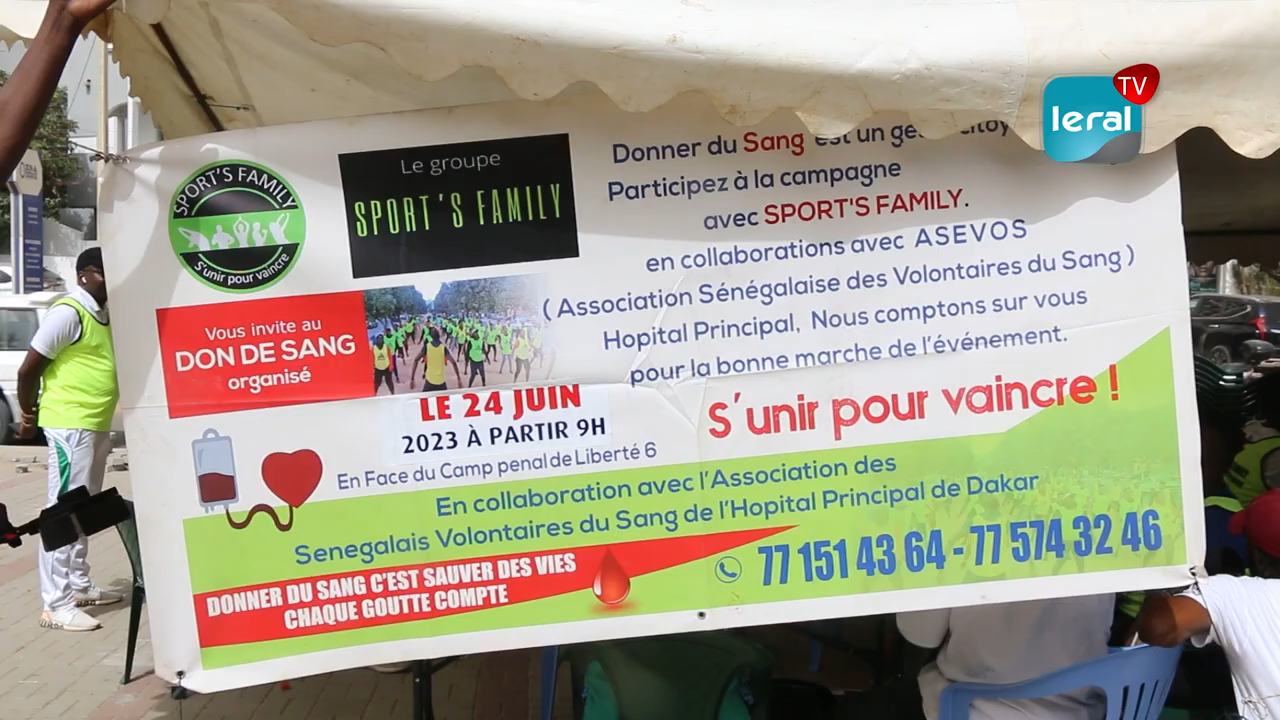 leral TV
SPORT'S FAMILY
S'unir pour vaincre
Le groupe
SPORT'S FAMILY
Vous invite au
DON DE SANG
organisé
LE 24 JUIN
2023 À PARTIR 9H
En Face du Camp penal de Liberté 6
Donner du Sang est un
Participez à la campagne
avec SPORT'S FAMILY.
en collaborations avec ASEVOS
( Association Sénégalaise des Volontaires du Sang )
Hopital Principal, Nous comptons sur vous
pour la bonne marche de l'événement.
S'unir pour vaincre !
En collaboration avec l'Association des
Senegalais Volontaires du Sang de l'Hopital Principal de Dakar
DONNER DU SANG C'EST SAUVER DES VIES
CHAQUE GOUTTE COMPTE
77 151 43 64 - 77 574 32 46